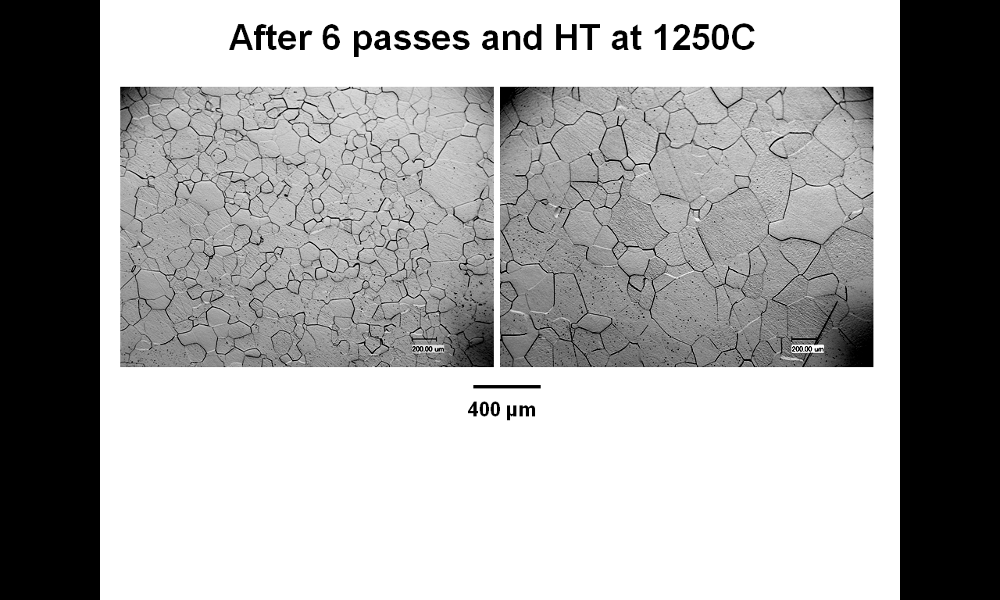 After 6 passes and HT at 1250C
200.00 um
200.00 um
400 µm